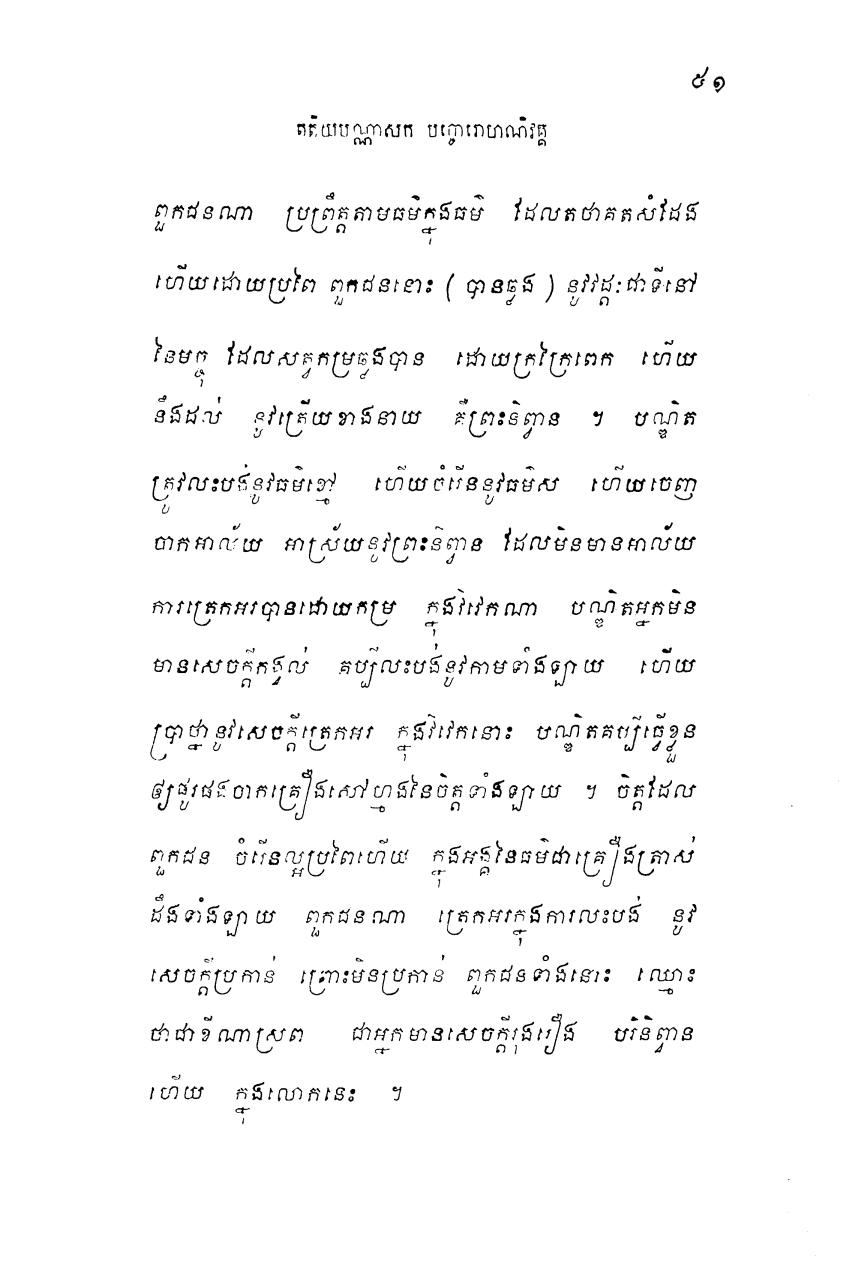 ៥១
តតិយបណ្ណាសក បច្ចោរោហណិវគ្គ
ពួកជនណា ប្រព្រឹត្តតាមធម៌ក្នុងធម៌ ដែលតថាគតសំដែង
ហើយដោយប្រពៃ ពួកជននោះ ( បានឆ្លង ) នូវវដ្តៈជាទីនៅ
នៃមច្ចុ ដែលសត្វកម្រឆ្លងបាន ដោយក្រៃក្រែពេក ហើយ
នឹងដល់ នូវត្រើយខាងនាយ គឺព្រះនិព្វាន ។ បណ្ឌិត
ត្រូវលះបង់នូវធម៌ខ្មៅ ហើយចំរើននូវធម៌ស ហើយចេញ
ចាកអាល័យ អាស្រ័យនូវព្រះនិព្វាន ដែលមិនមានអាល័យ
ការត្រេកអរបានដោយកម្រ ក្នុងវិវេកណា បណ្ឌិតអ្នកមិន
មានសេចក្តីកង្វល់ គប្បីលះបង់នូវកាមទាំងឡាយ ហើយ
ប្រាថ្នានូវសេចក្តីត្រេកអរ ក្នុងវិវេកនោះ បណ្ឌិតគប្បីធ្វើខ្លួន
ឲ្យផូរផង់ចាកគ្រឿងសៅហ្មងនៃចិត្តទាំងឡាយ ។ ចិត្តដែល
ពួកជន ចំរើនល្អប្រពៃហើយ ក្នុងអង្គនៃធម៌ជាគ្រឿងត្រាស់
ដឹងទាំងឡាយ ពួកជនណា ត្រេកអរក្នុងការលះបង់ នូវ
សេចក្តីប្រកាន់ ព្រោះមិនប្រកាន់ ពួកជនទាំងនោះ ឈ្មោះ
ថាជាខីណាស្រព ជាអ្នកមានសេចក្តីរុងរឿង បរិនិព្វាន
ហើយ ក្នុងលោកនេះ ។